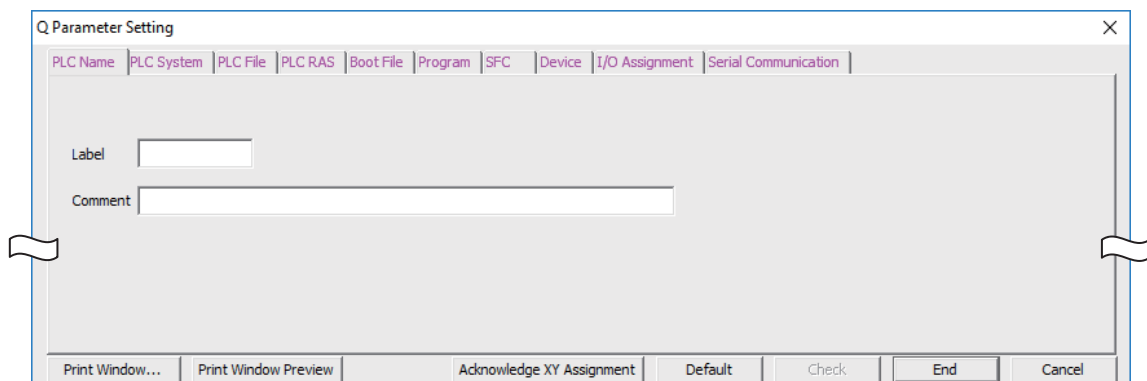 Q Parameter Setting
PLC Name PLC System PLC File PLC RAS Boot File Program SFC Device I/O Assignment Serial Communication
Label
Comment
Print Window... Print Window Preview Acknowledge XY Assignment Default Check End Cancel